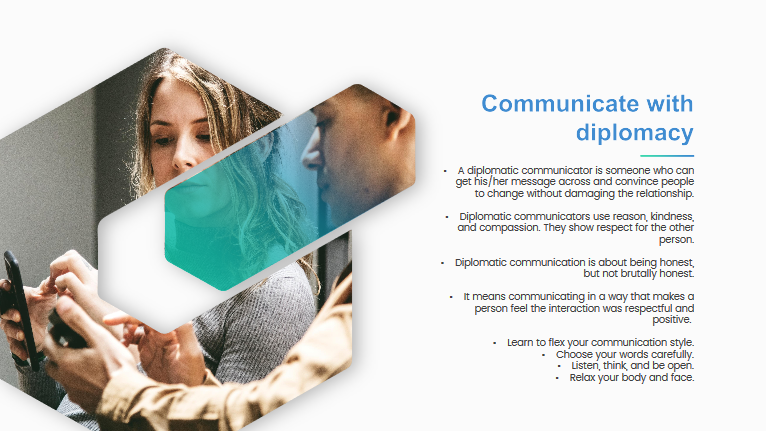 Communicate with
diplomacy
• A diplomatic communicator is someone who can
get his/her message across and convince people
to change without damaging the relationship.
• Diplomatic communicators use reason, kindness,
and compassion. They show respect for the other
person.
• Diplomatic communication is about being honest,
but not brutally honest.
• It means communicating in a way that makes a
person feel the interaction was respectful and
positive.
• Learn to flex your communication style.
• Choose your words carefully.
• Listen, think, and be open.
• Relax your body and face.